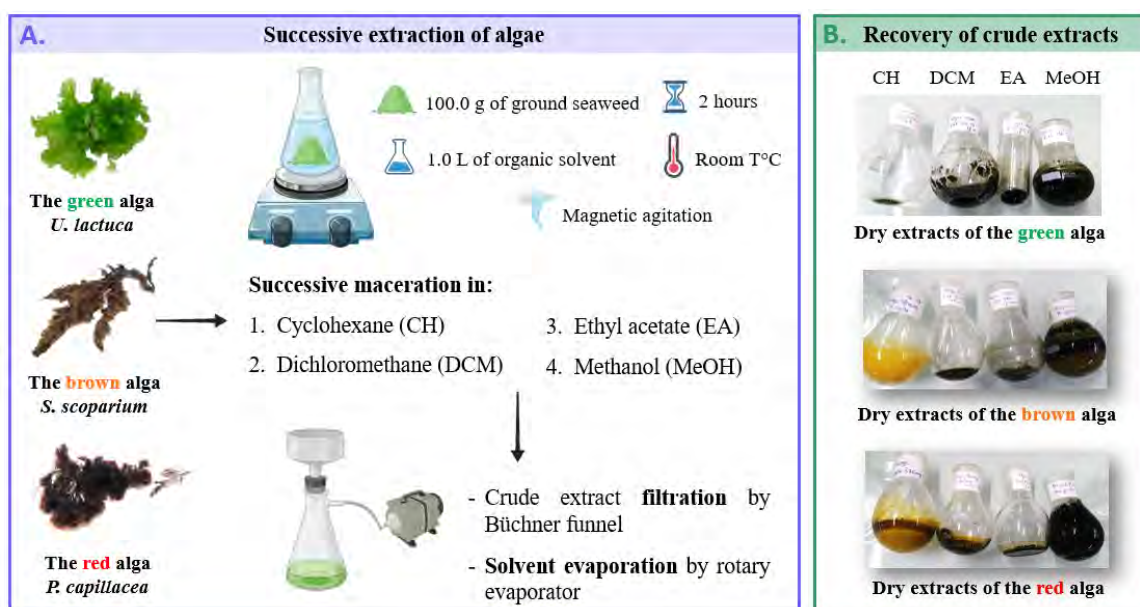 A. Successive extraction of algae
The green alga
U. lactuca
The brown alga
S. scoparium
The red alga
P. capillacea
100.0 g of ground seaweed
2 hours
1.0 L of organic solvent
Room T°C
Magnetic agitation
Successive maceration in:
1. Cyclohexane (CH)
2. Dichloromethane (DCM)
3. Ethyl acetate (EA)
4. Methanol (MeOH)
- Crude extract filtration by
Büchner funnel
- Solvent evaporation by rotary
evaporator
B. Recovery of crude extracts
CH DCM EA MeOH
Dry extracts of the green alga
Dry extracts of the brown alga
Dry extracts of the red alga